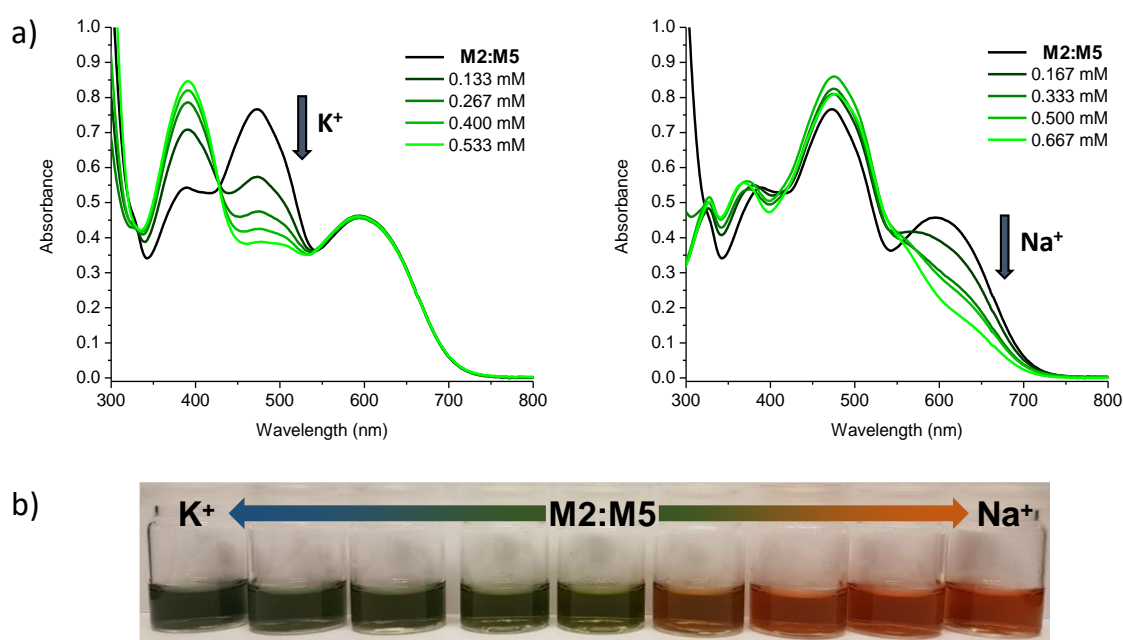 a)
1.0
0.9
0.8
0.7
0.6
0.5
0.4
0.3
0.2
0.1
0.0
Absorbance
300 400 500 600 700 800
Wavelength (nm)
M2:M5
0.133 mM
0.267 mM
0.400 mM
0.533 mM
K⁺
1.0
0.9
0.8
0.7
0.6
0.5
0.4
0.3
0.2
0.1
0.0
Absorbance
300 400 500 600 700 800
Wavelength (nm)
M2:M5
0.167 mM
0.333 mM
0.500 mM
0.667 mM
Na⁺
b)
K⁺ M2:M5 Na⁺